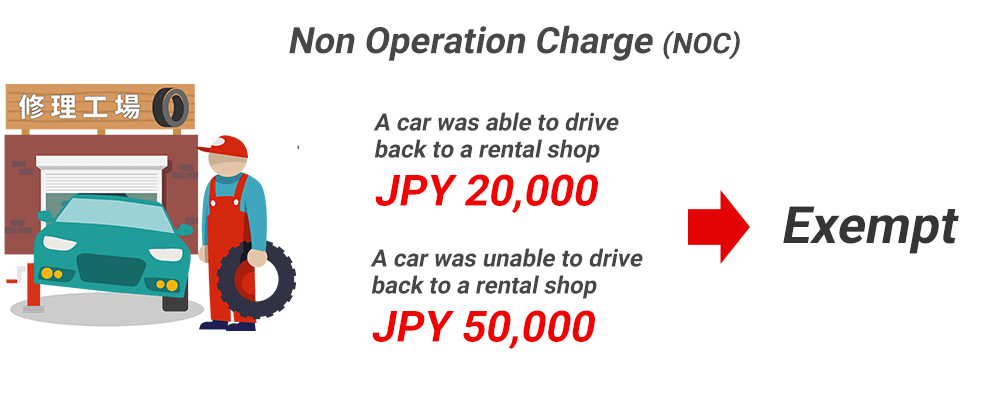 Non Operation Charge (NOC)
修理工場
A car was able to drive
back to a rental shop
JPY 20,000
A car was unable to drive
back to a rental shop
JPY 50,000
Exempt